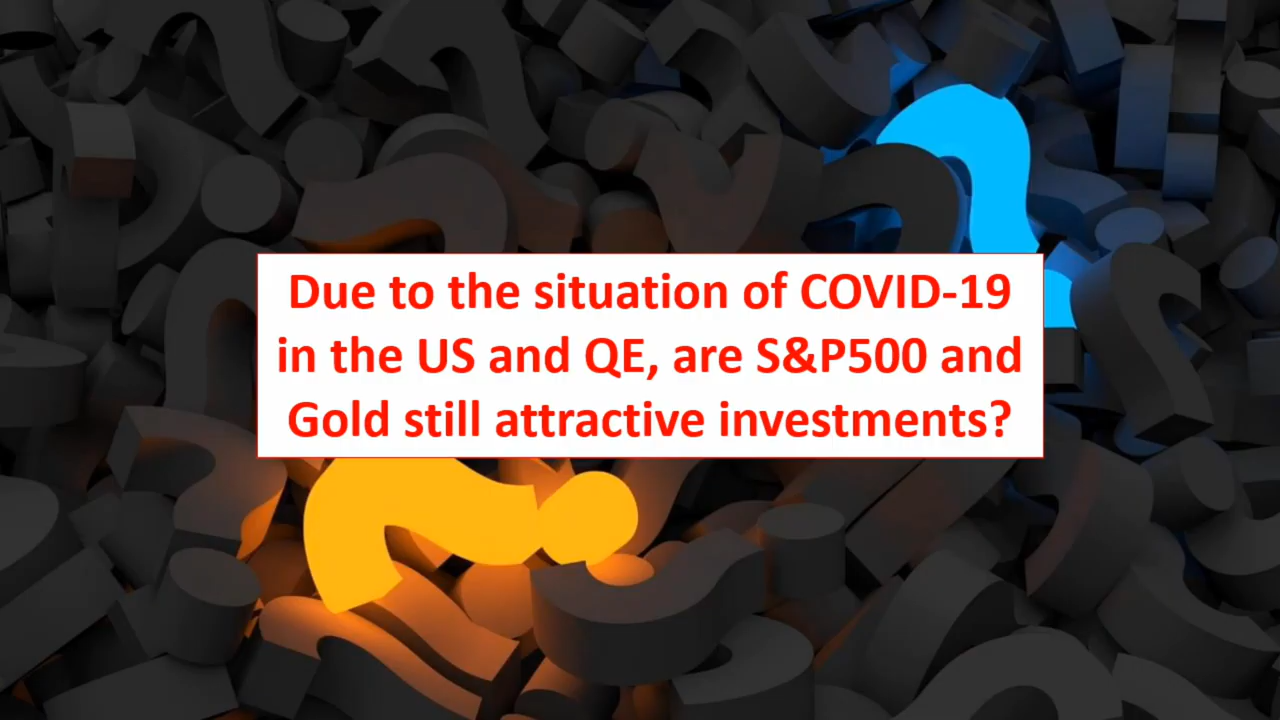 Due to the situation of COVID-19
in the US and QE, are S&P500 and
Gold still attractive investments?